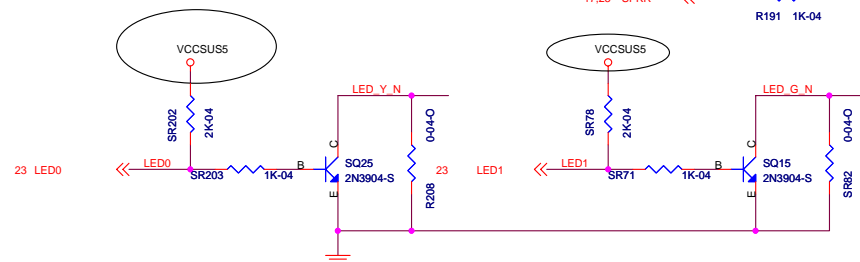 R191 1K-04
VCCSUS5
VCCSUS5
LED_Y_N
LED_G_N
SR202
2K-04
0-04-O
SR78
2K-04
0-04-O
C
C
23 LED0
LED0
B
SQ25
23 LED1
LED1
B
SQ15
SR203
1K-04
2N3904-S
SR71
1K-04
2N3904-S
E
R208
E
SR82